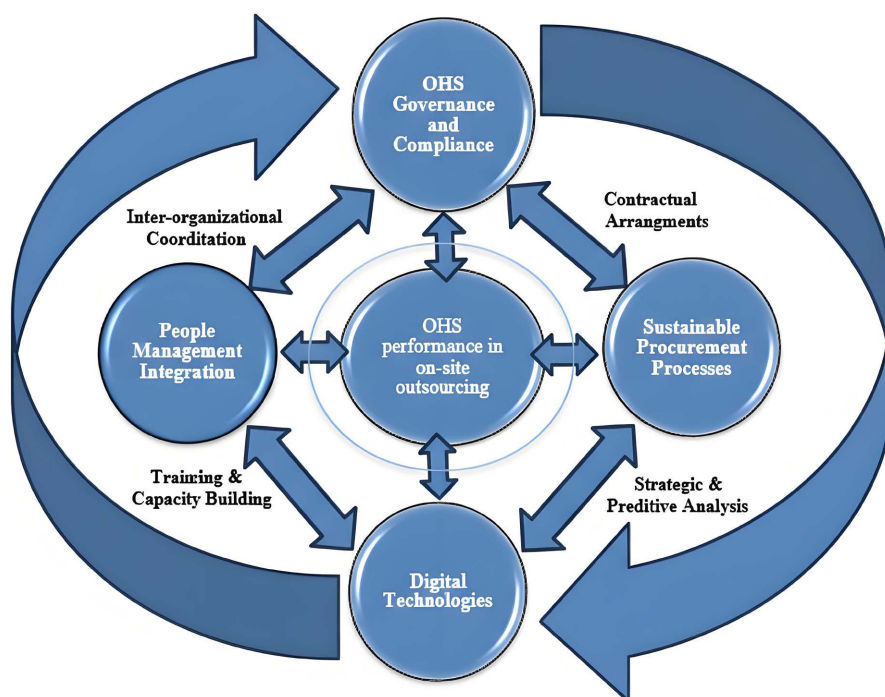 OHS
Governance
and
Compliance
Inter-organizational
Coorditation
Contractual
Arrangments
People
Management
Integration
OHS
performance in
on-site
outsourcing
Sustainable
Procurement
Processes
Training &
Capacity Building
Strategic &
Preditive Analysis
Digital
Technologies